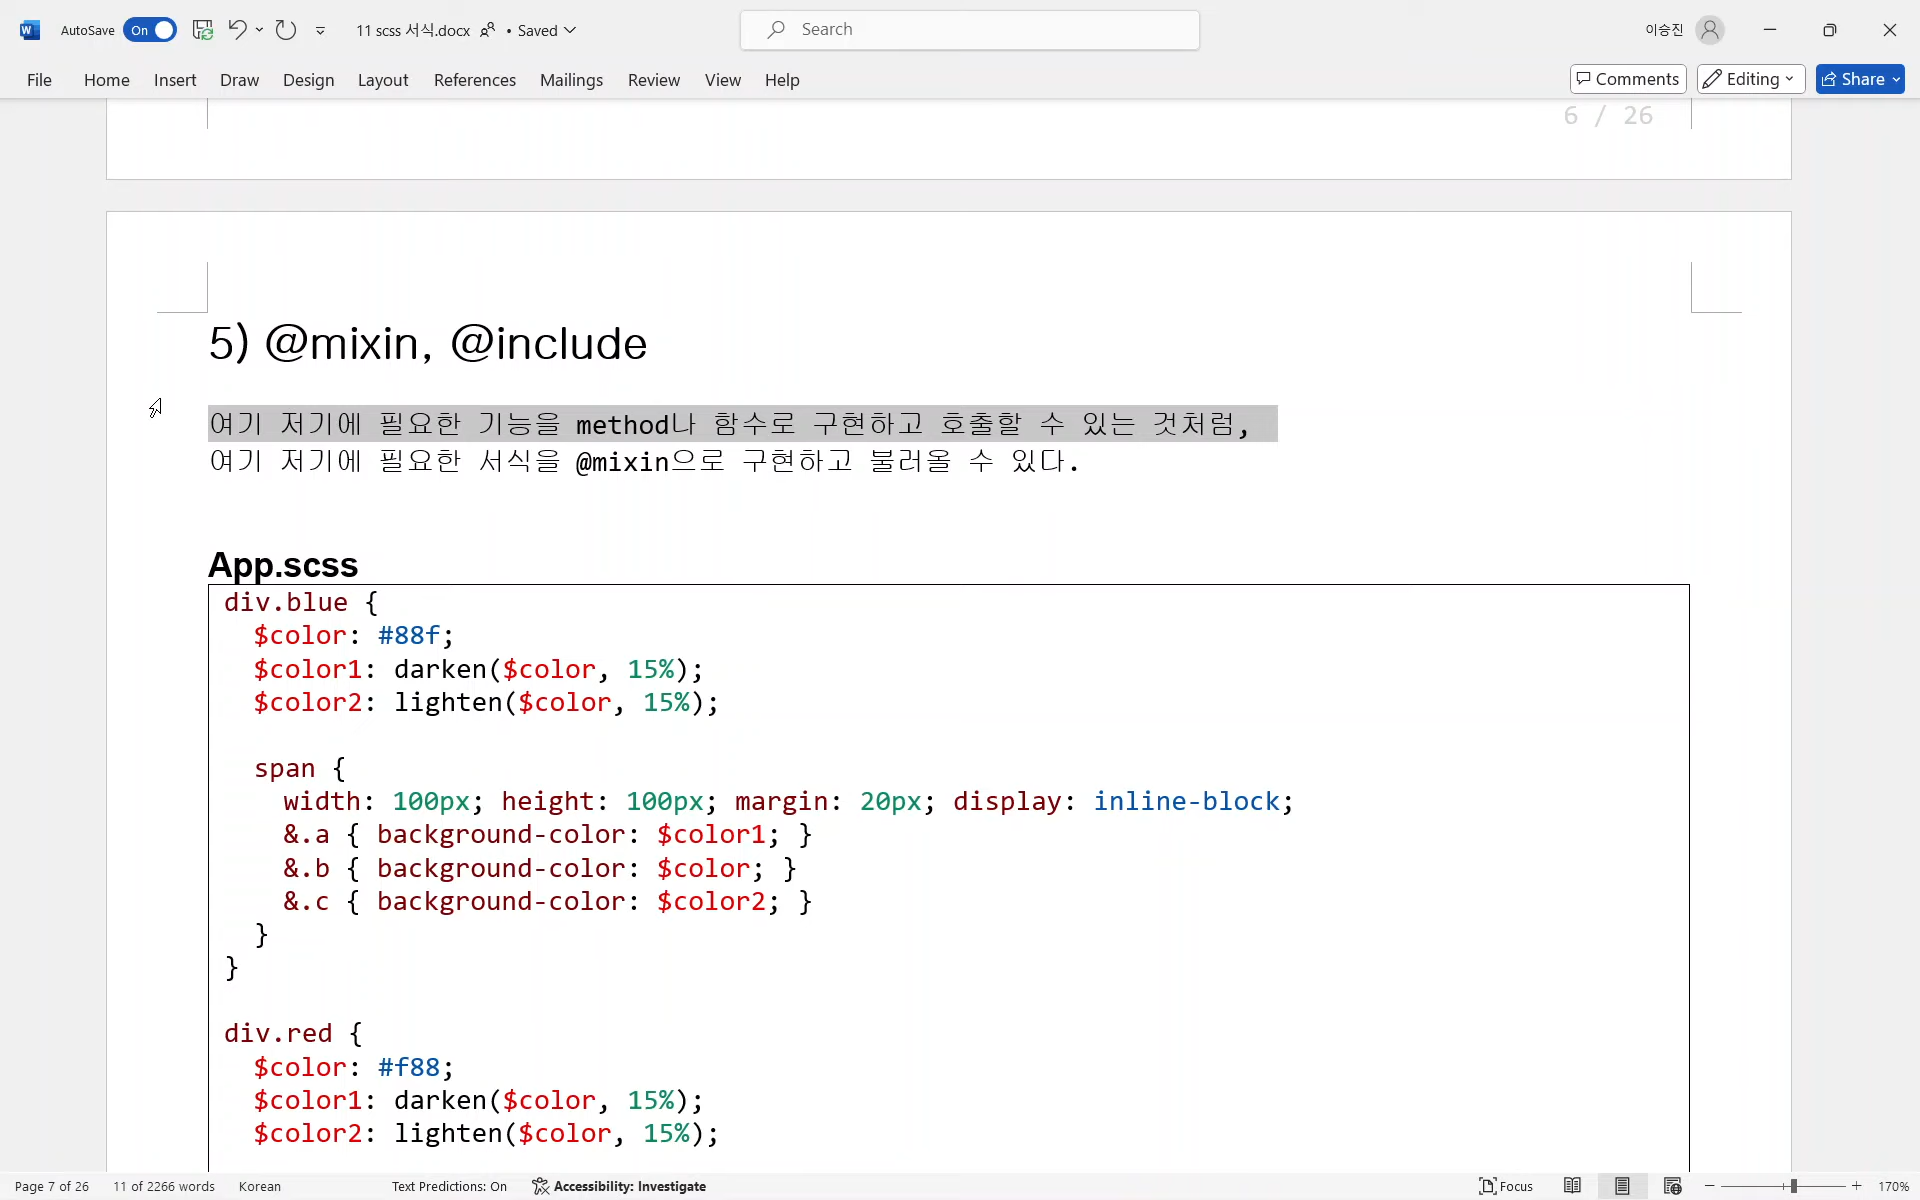 AutoSave On 11 scss 서식.docx • Saved Search 이승진
File Home Insert Draw Design Layout References Mailings Review View Help Comments Editing Share
6 / 26
5) @mixin, @include
여기 저기에 필요한 기능을 method나 함수로 구현하고 호출할 수 있는 것처럼,
여기 저기에 필요한 서식을 @mixin으로 구현하고 불러올 수 있다.
App.scss
div.blue {
$color: #88f;
$color1: darken($color, 15%);
$color2: lighten($color, 15%);
span {
width: 100px; height: 100px; margin: 20px; display: inline-block;
&.a { background-color: $color1; }
&.b { background-color: $color; }
&.c { background-color: $color2; }
}
}
div.red {
$color: #f88;
$color1: darken($color, 15%);
$color2: lighten($color, 15%);
Page 7 of 26 11 of 2266 words Korean Text Predictions: On Accessibility: Investigate Focus 170%